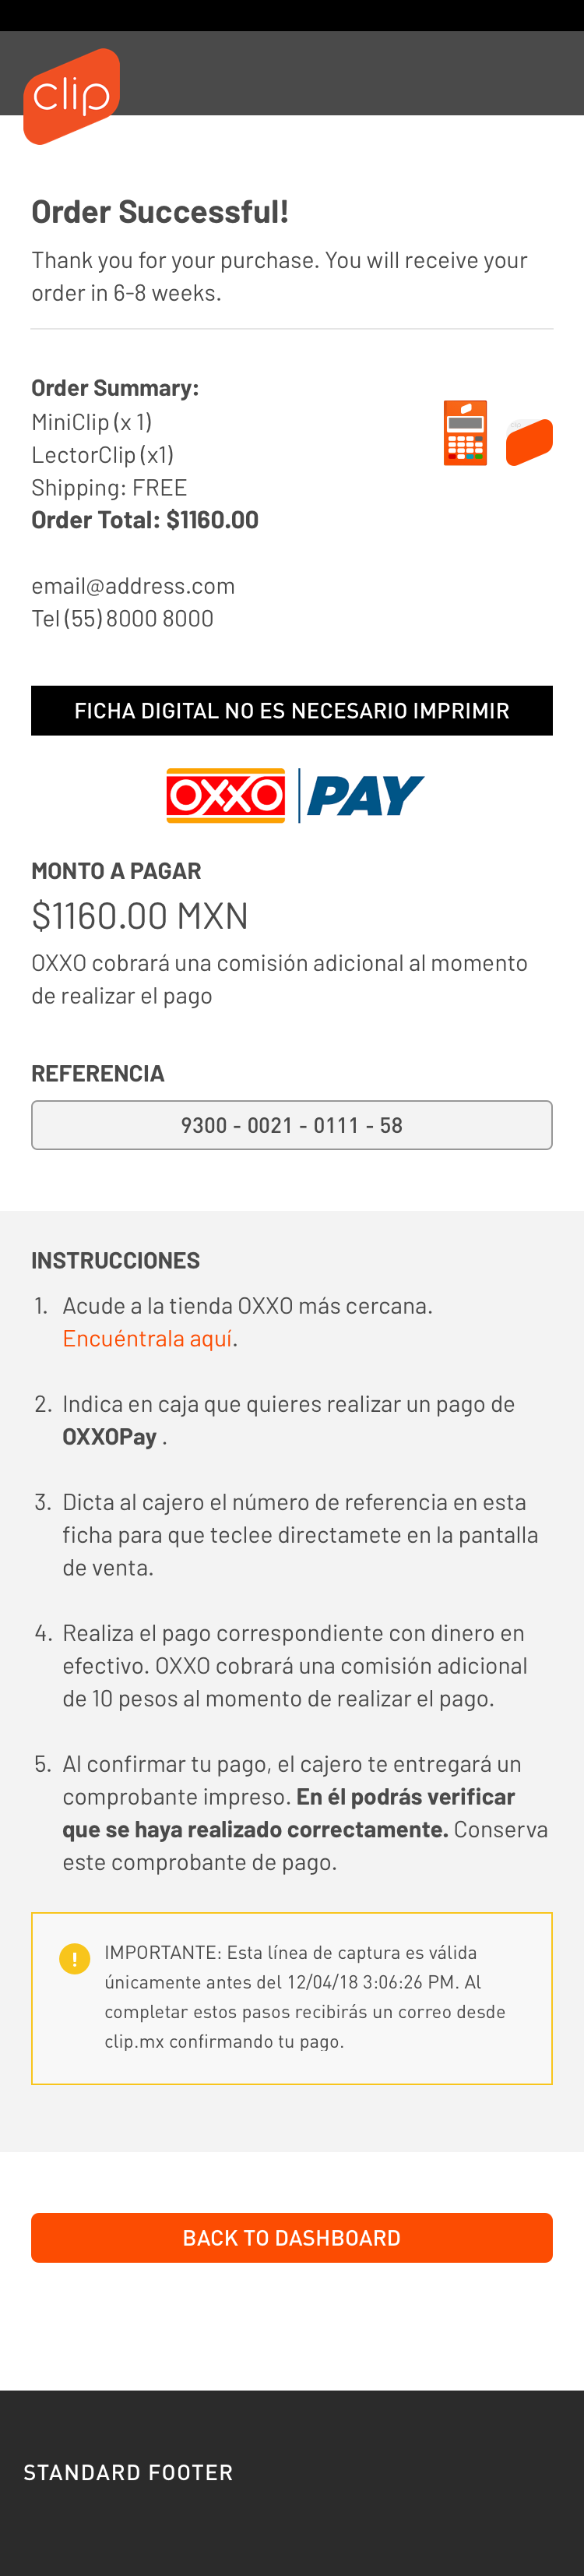 clip
Order Successful!
Thank you for your purchase. You will receive your
order in 6-8 weeks.
Order Summary:
MiniClip (x 1)
LectorClip (x1)
Shipping: FREE
Order Total: $1160.00
email@address.com
Tel (55) 8000 8000
FICHA DIGITAL NO ES NECESARIO IMPRIMIR
OXXO PAY
MONTO A PAGAR
$1160.00 MXN
OXXO cobrará una comisión adicional al momento
de realizar el pago
REFERENCIA
9300 - 0021 - 0111 - 58
INSTRUCCIONES
1. Acude a la tienda OXXO más cercana.
Encuéntrala aquí.
2. Indica en caja que quieres realizar un pago de
OXXOPay .
3. Dicta al cajero el número de referencia en esta
ficha para que teclee directamete en la pantalla
de venta.
4. Realiza el pago correspondiente con dinero en
efectivo. OXXO cobrará una comisión adicional
de 10 pesos al momento de realizar el pago.
5. Al confirmar tu pago, el cajero te entregará un
comprobante impreso. En él podrás verificar
que se haya realizado correctamente. Conserva
este comprobante de pago.
! IMPORTANTE: Esta línea de captura es válida
únicamente antes del 12/04/18 3:06:26 PM. Al
completar estos pasos recibirás un correo desde
clip.mx confirmando tu pago.
BACK TO DASHBOARD
STANDARD FOOTER